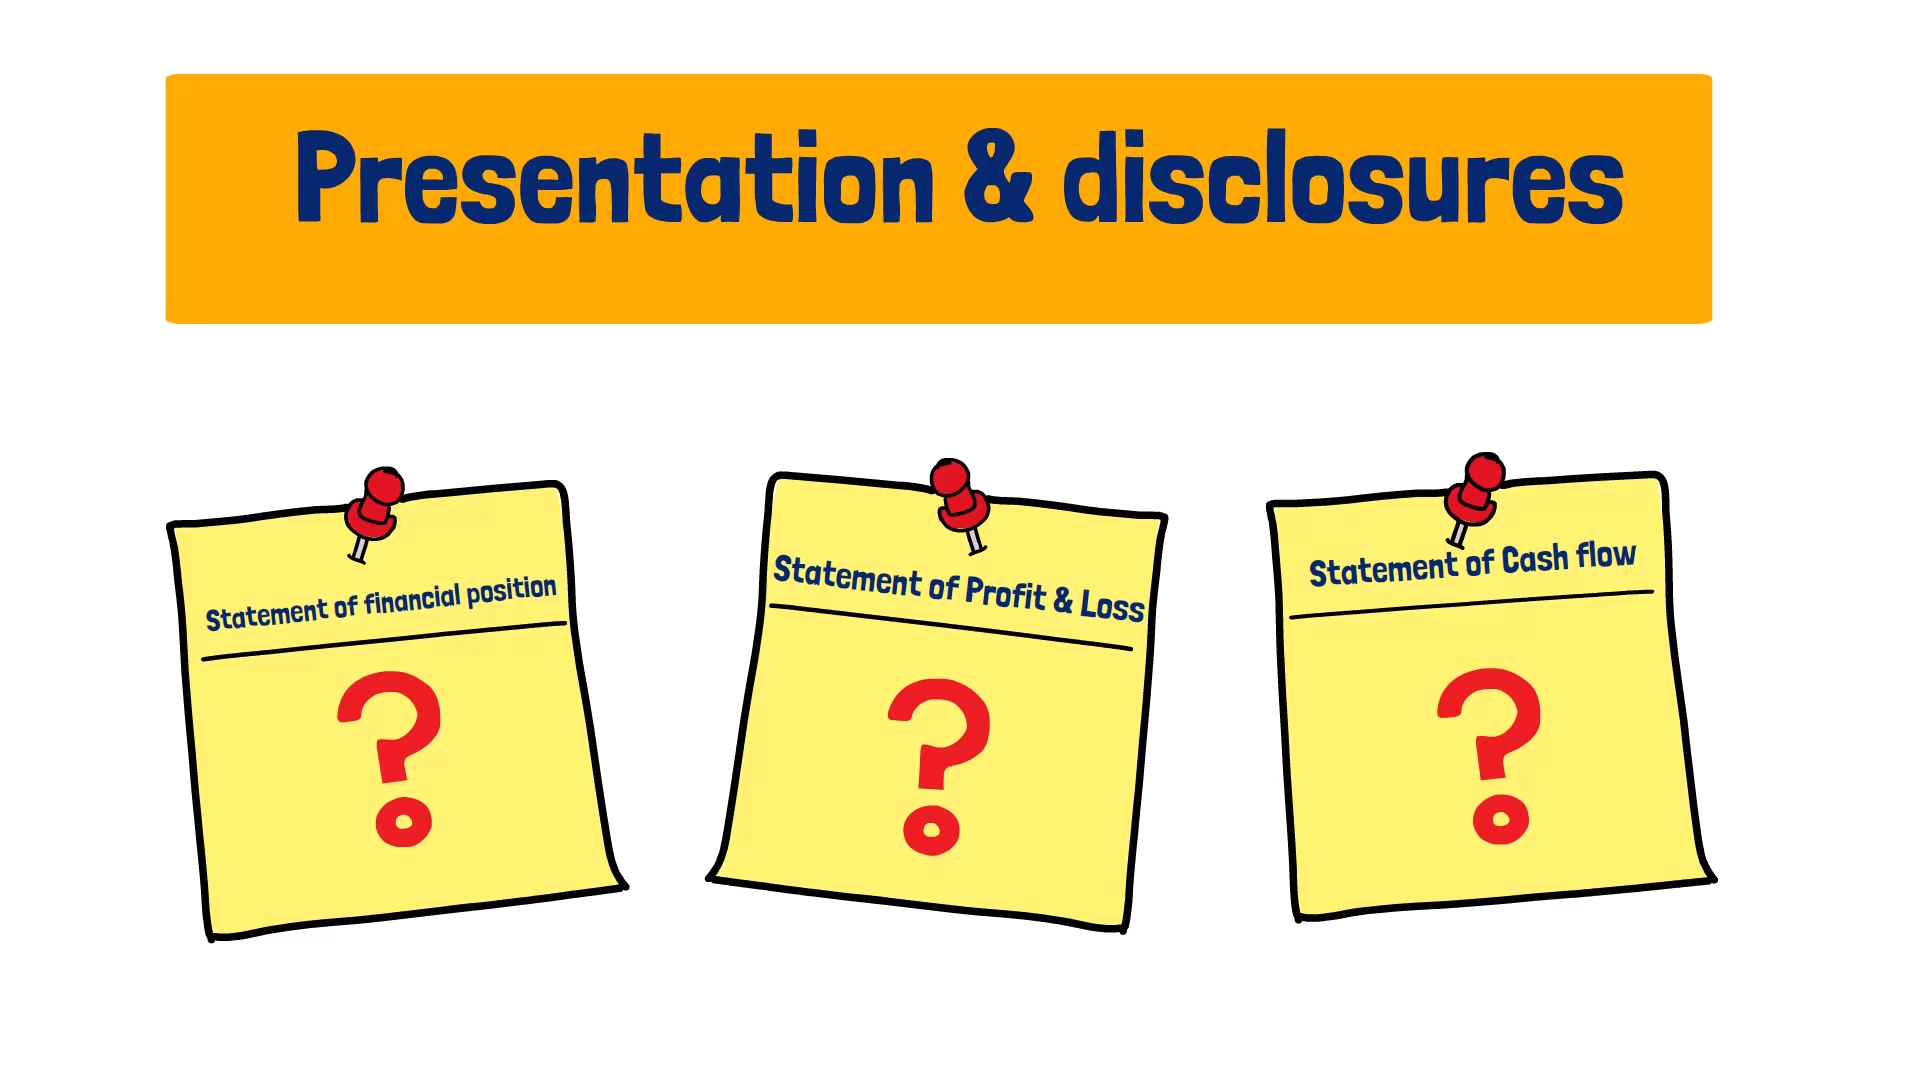 Presentation & disclosures
Statement of financial position
?
Statement of Profit & Loss
?
Statement of Cash flow
?